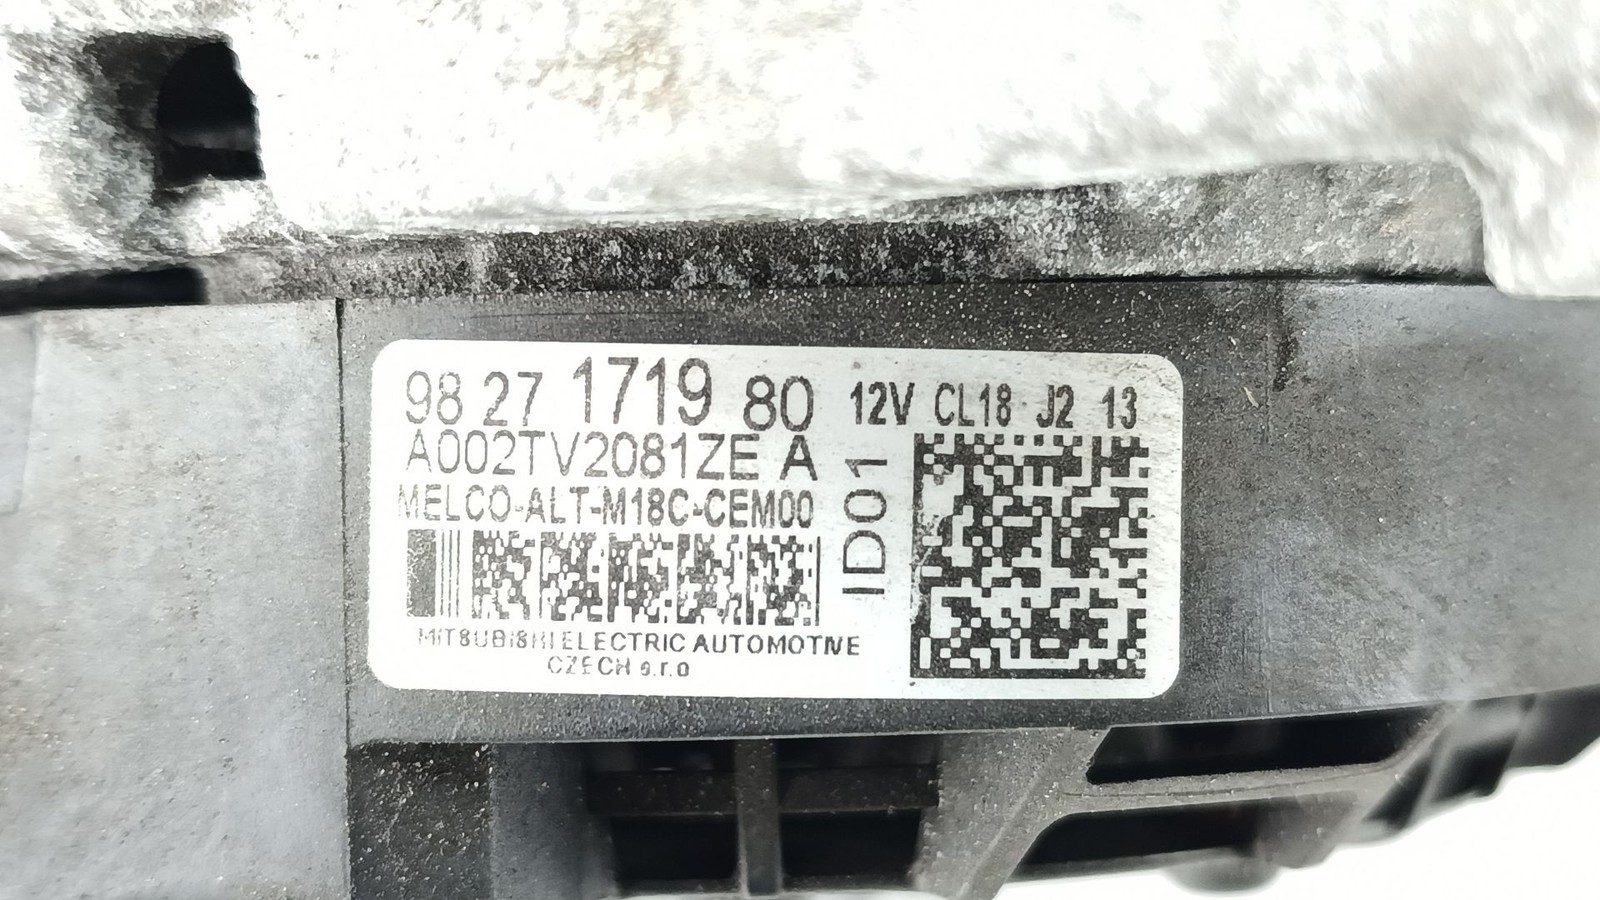 98 27 1719 80 12V CL18 J2 13
A002TV2081ZE A
MELCO-ALT-M18C-CEM00
ID01
MITSUBISHI ELECTRIC AUTOMOTIVE
CZECH s.r.o